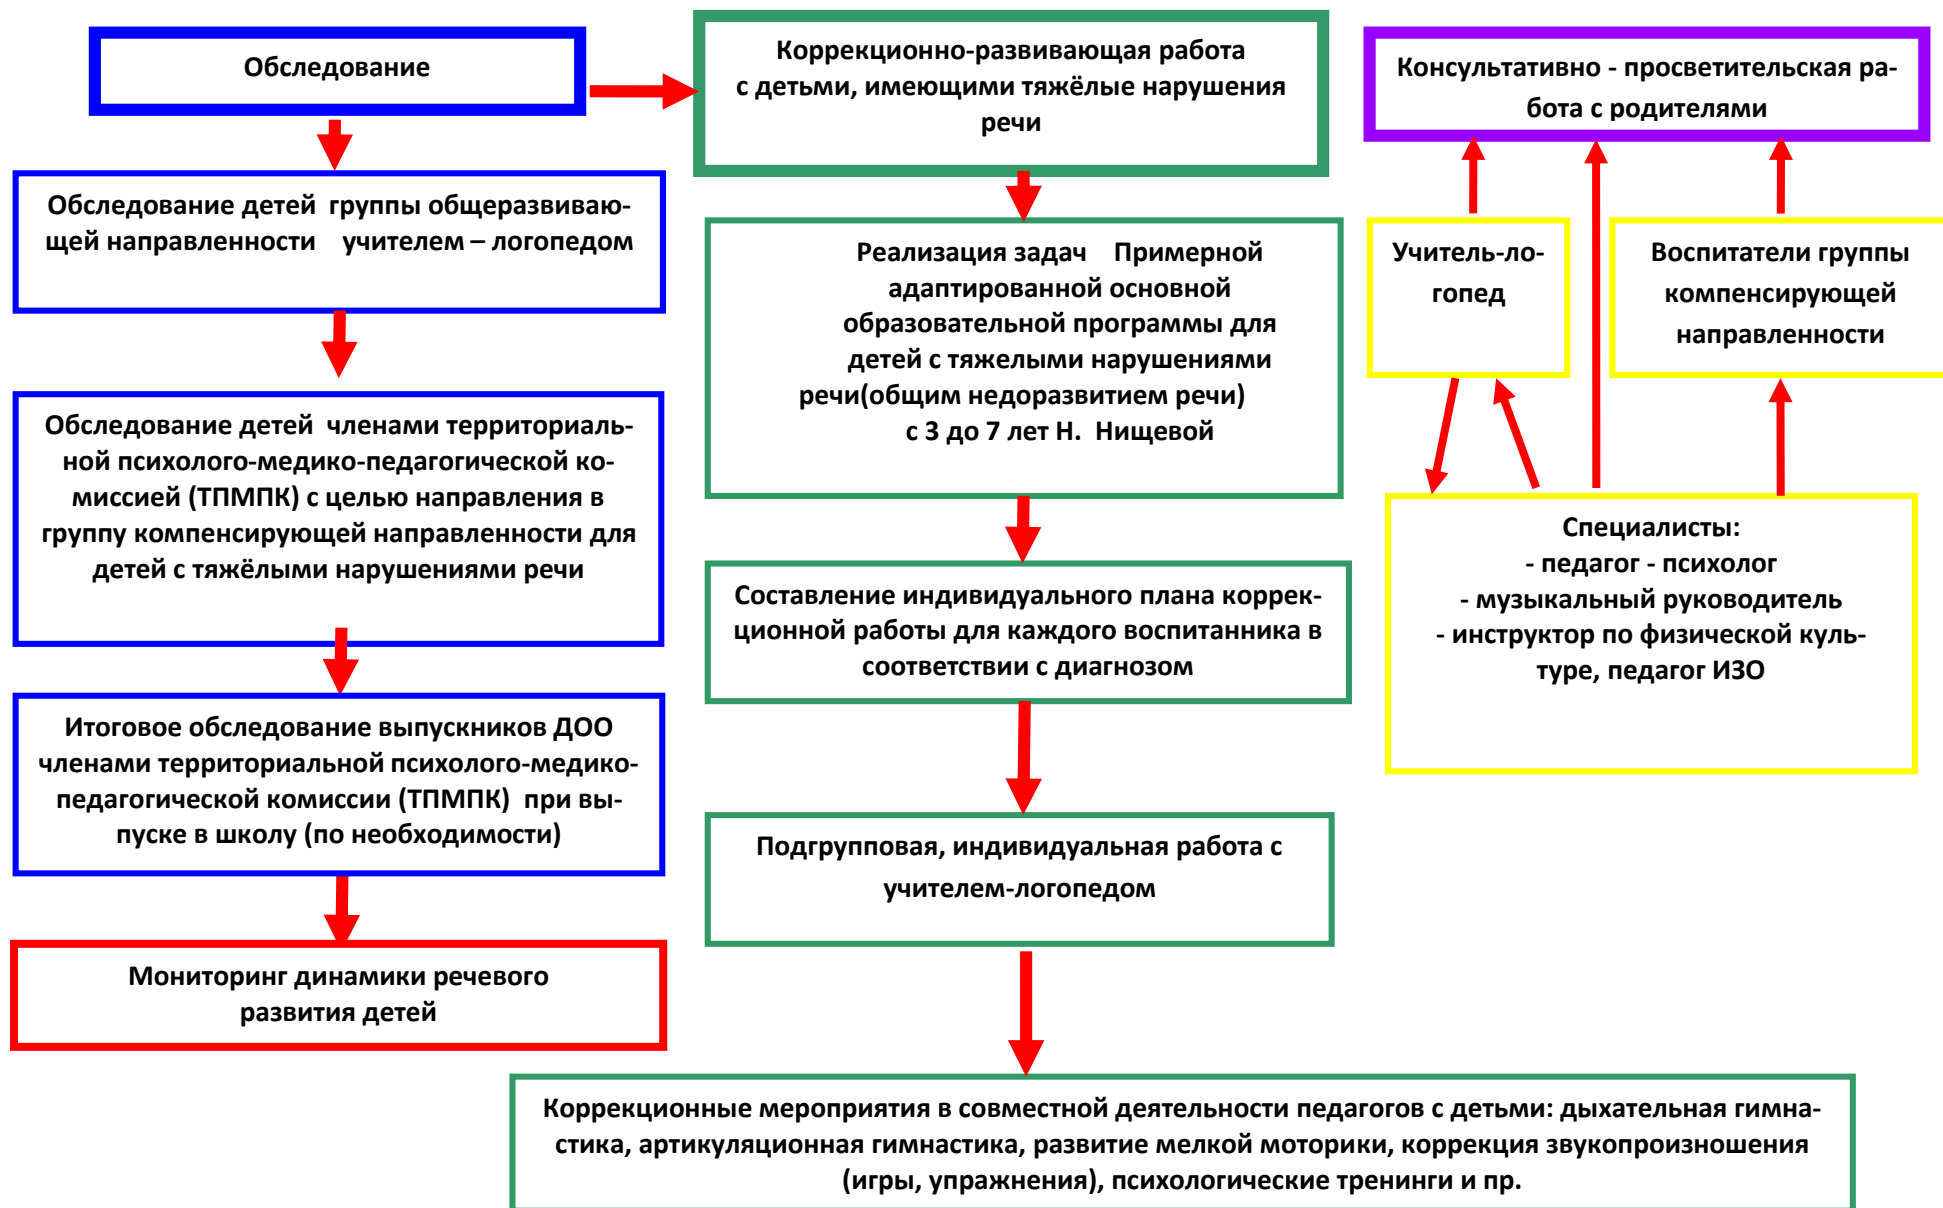 Обследование
Обследование детей группы общеразвиваю-
щей направленности учителем – логопедом
Обследование детей членами территориаль-
ной психолого-медико-педагогической ко-
миссией (ТПМПК) с целью направления в
группу компенсирующей направленности для
детей с тяжёлыми нарушениями речи
Итоговое обследование выпускников ДОО
членами территориальной психолого-медико-
педагогической комиссии (ТПМПК) при вы-
пуске в школу (по необходимости)
Мониторинг динамики речевого
развития детей
Коррекционно-развивающая работа
с детьми, имеющими тяжёлые нарушения
речи
Реализация задач Примерной
адаптированной основной
образовательной программы для
детей с тяжелыми нарушениями
речи(общим недоразвитием речи)
с 3 до 7 лет Н. Нищевой
Составление индивидуального плана коррек-
ционной работы для каждого воспитанника в
соответствии с диагнозом
Подгрупповая, индивидуальная работа с
учителем-логопедом
Коррекционные мероприятия в совместной деятельности педагогов с детьми: дыхательная гимна-
стика, артикуляционная гимнастика, развитие мелкой моторики, коррекция звукопроизношения
(игры, упражнения), психологические тренинги и пр.
Консультативно - просветительская ра-
бота с родителями
Учитель-ло-
гопед
Воспитатели группы
компенсирующей
направленности
Специалисты:
- педагог - психолог
- музыкальный руководитель
- инструктор по физической куль-
туре, педагог ИЗО